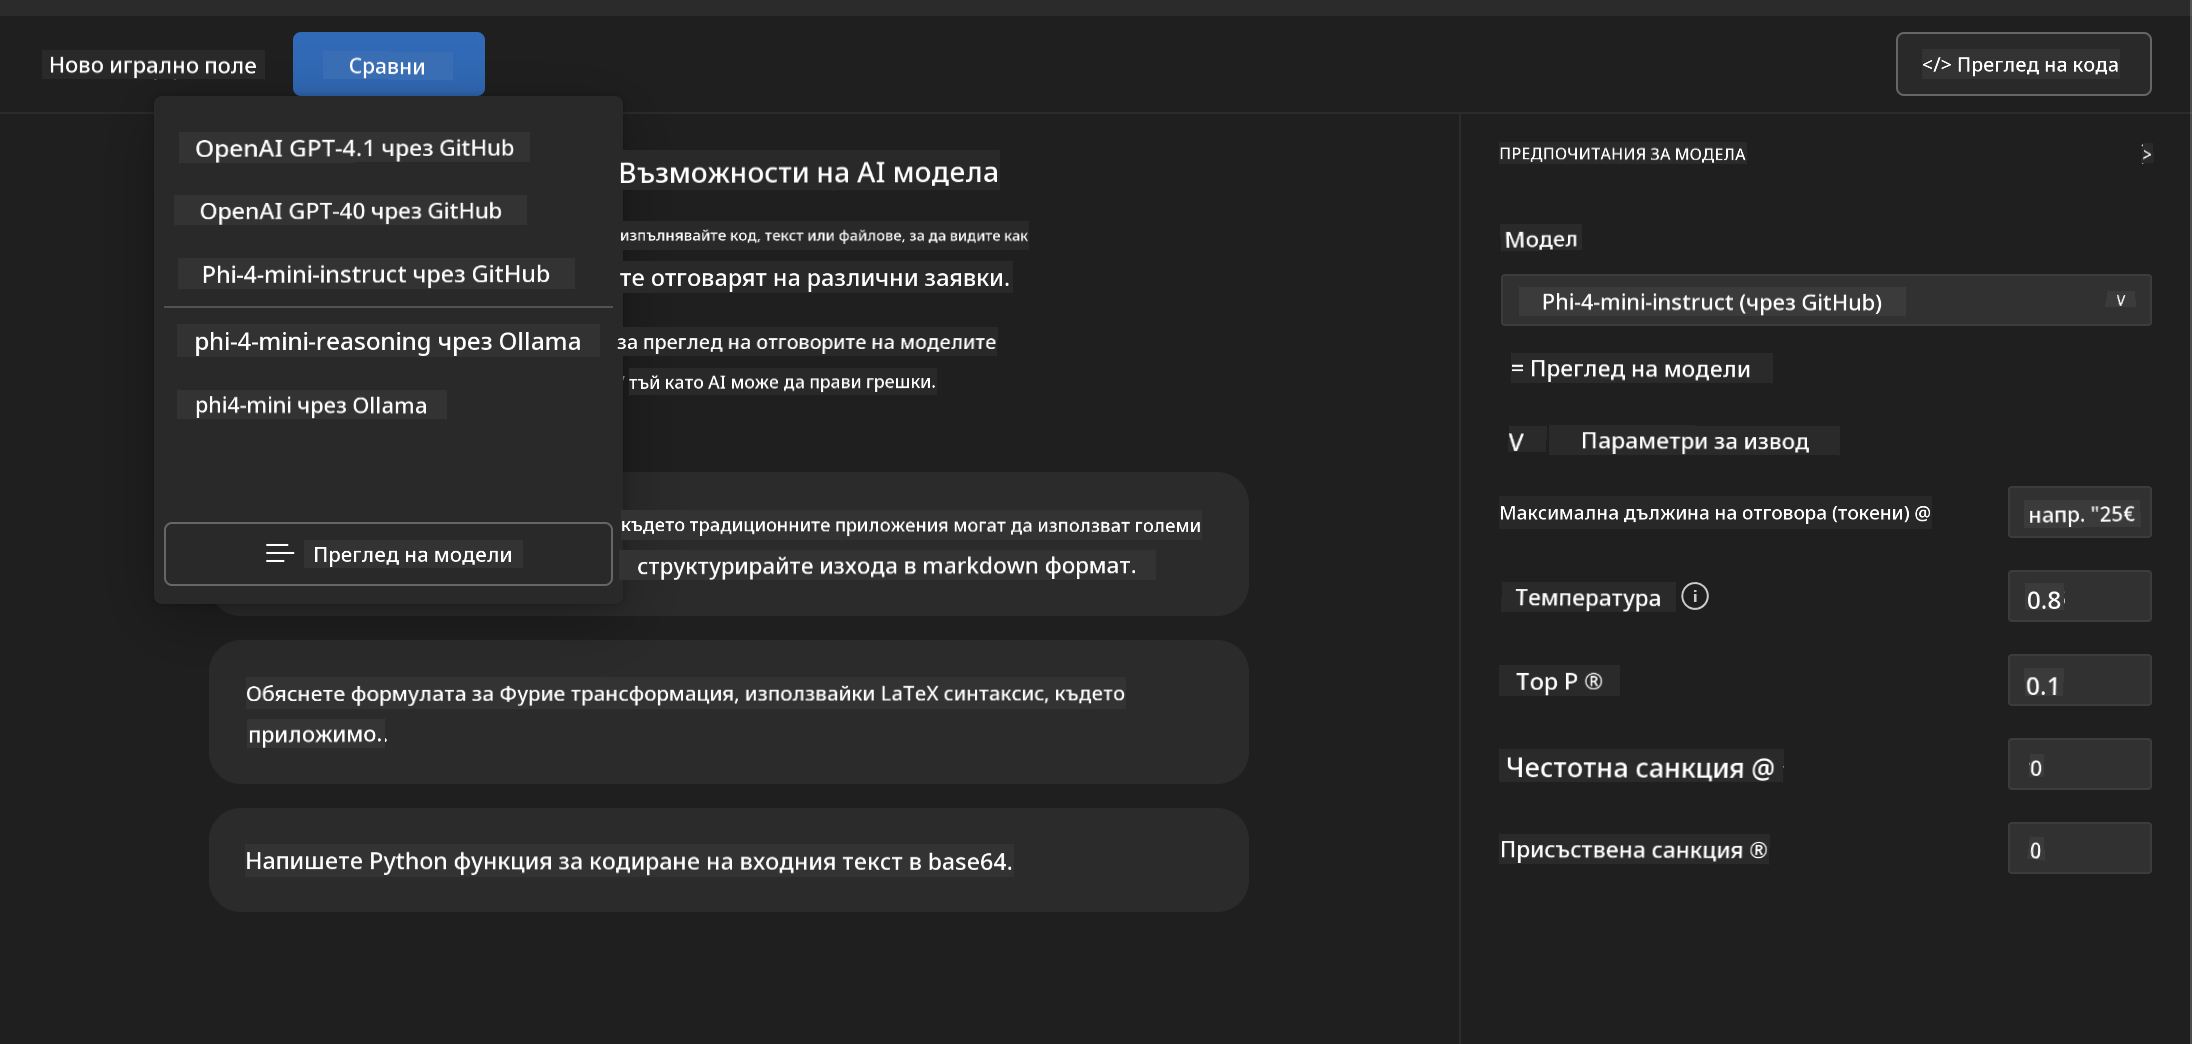 Ново игрално поле
Сравни
</> Преглед на кода
OpenAI GPT-4.1 чрез GitHub
OpenAI GPT-40 чрез GitHub
Phi-4-mini-instruct чрез GitHub
phi-4-mini-reasoning чрез Ollama
phi4-mini чрез Ollama
Преглед на модели
Възможности на AI модела
изпълнявайте код, текст или файлове, за да видите как
те отговарят на различни заявки.
за преглед на отговорите на моделите
тъй като AI може да прави грешки.
където традиционните приложения могат да използват големи
структурирайте изхода в markdown формат.
Обяснете формулата за Фурие трансформация, използвайки LaTeX синтаксис, където
приложимо..
Напишете Python функция за кодиране на входния текст в base64.
ПРЕДПОЧИТАНИЯ ЗА МОДЕЛА >
Модел
Phi-4-mini-instruct (чрез GitHub) V
= Преглед на модели
V Параметри за извод
Максимална дължина на отговора (токени) @ напр. "25€
Температура 0.8
Top P ® 0.1
Честотна санкция @ 0
Присъствена санкция ® 0